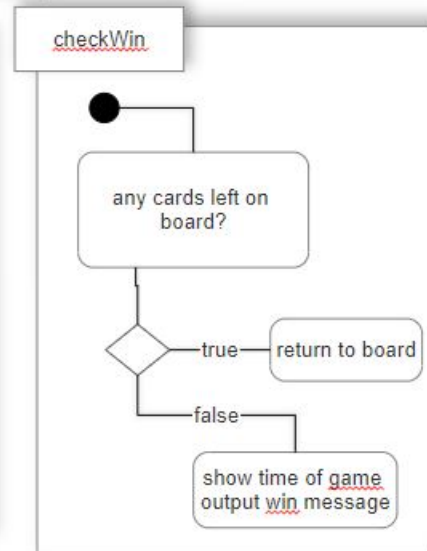 checkWin
any cards left on
board?
true
return to board
false
show time of game
output win message